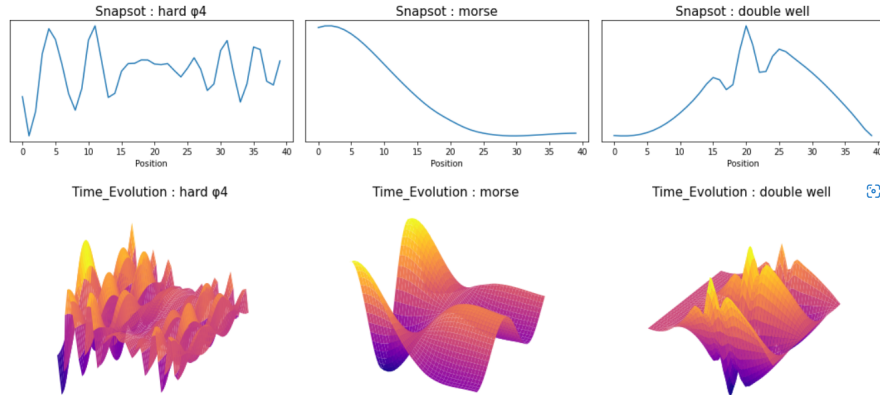 Snapsot : hard φ4
Snapsot : morse
Snapsot : double well
0 5 10 15 20 25 30 35 40
Position
0 5 10 15 20 25 30 35 40
Position
0 5 10 15 20 25 30 35 40
Position
Time_Evolution : hard φ4
Time_Evolution : morse
Time_Evolution : double well